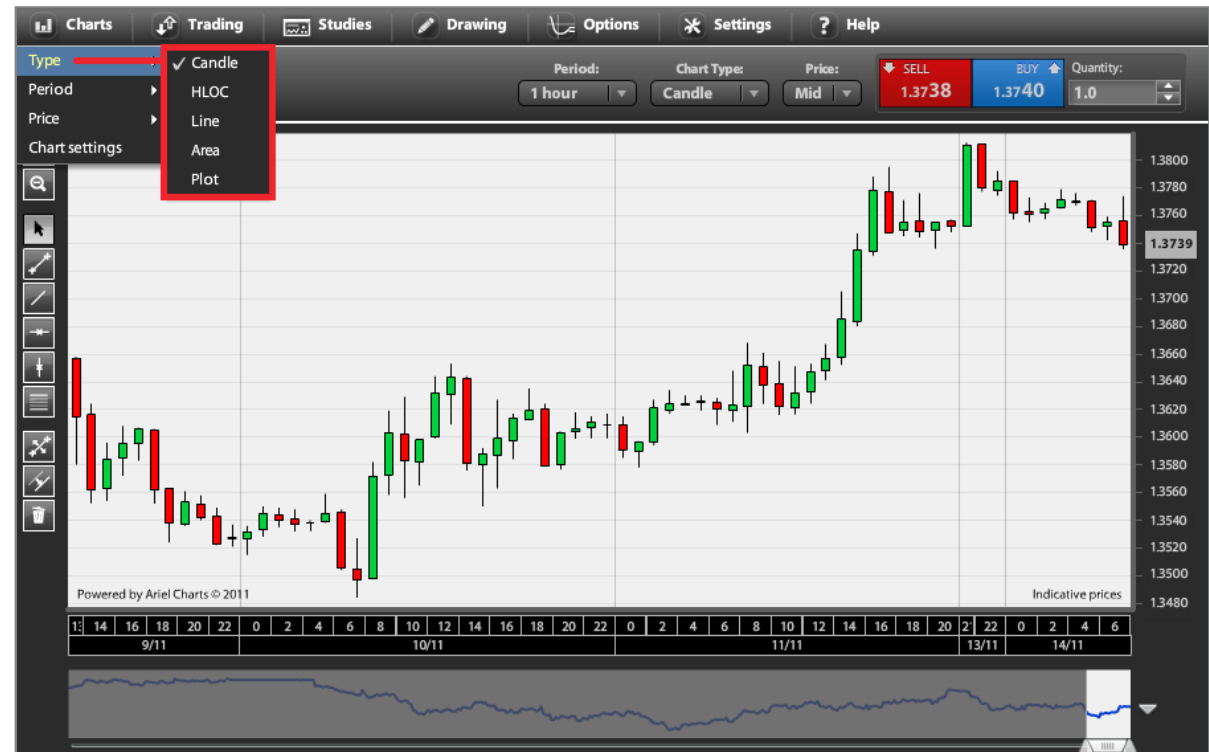 Charts Trading Studies Drawing Options Settings ? Help
Type Candle
Period HLOC
Price Line
Chart settings Area
Plot
Period: Chart Type: Price: SELL BUY Quantity:
1 hour Candle Mid 1.3738 1.3740 1.0
1.3800
1.3780
1.3760
1.3739
1.3720
1.3700
1.3680
1.3660
1.3640
1.3620
1.3600
1.3580
1.3560
1.3540
1.3520
1.3500
1.3480
Powered by Ariel Charts © 2011 Indicative prices
14 16 18 20 22 0 2 4 6 8 10 12 14 16 18 20 22 0 2 4 6 8 10 12 14 16 18 20 22 0 2 4 6
9/11 10/11 11/11 13/11 14/11